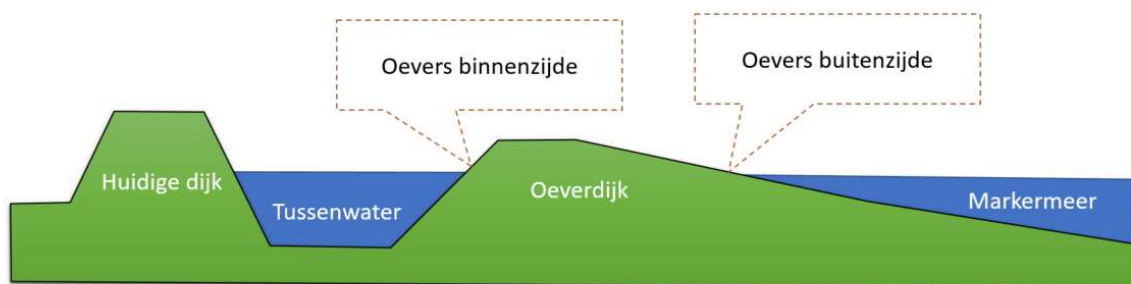 Oevers binnenzijde
Oevers buitenzijde
Huidige dijk
Tussenwater
Oeverdijk
Markermeer